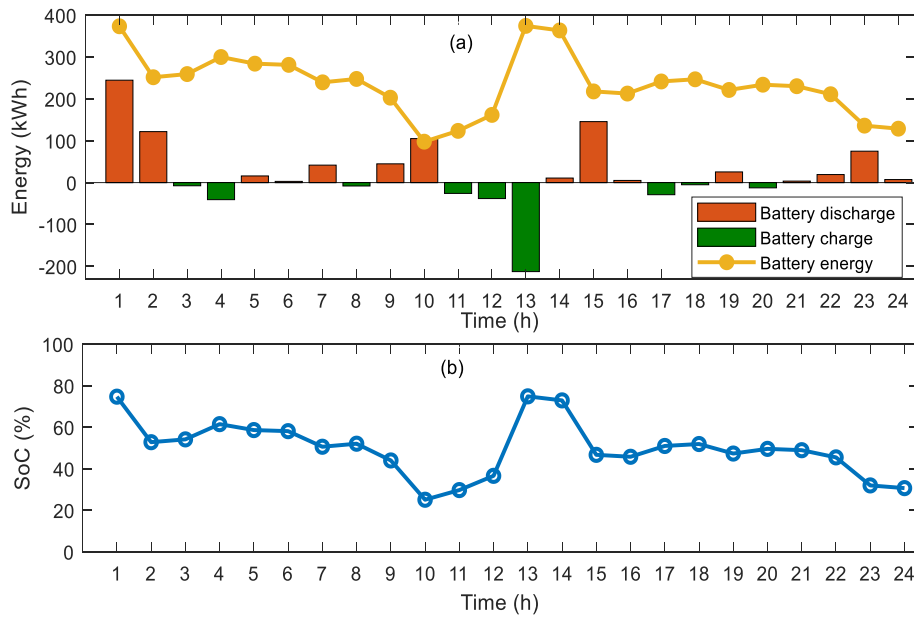 (a)
Energy (kWh)
400
300
200
100
0
-100
-200
Battery discharge
Battery charge
Battery energy
1 2 3 4 5 6 7 8 9 10 11 12 13 14 15 16 17 18 19 20 21 22 23 24
Time (h)
(b)
SoC (%)
100
80
60
40
20
0
1 2 3 4 5 6 7 8 9 10 11 12 13 14 15 16 17 18 19 20 21 22 23 24
Time (h)